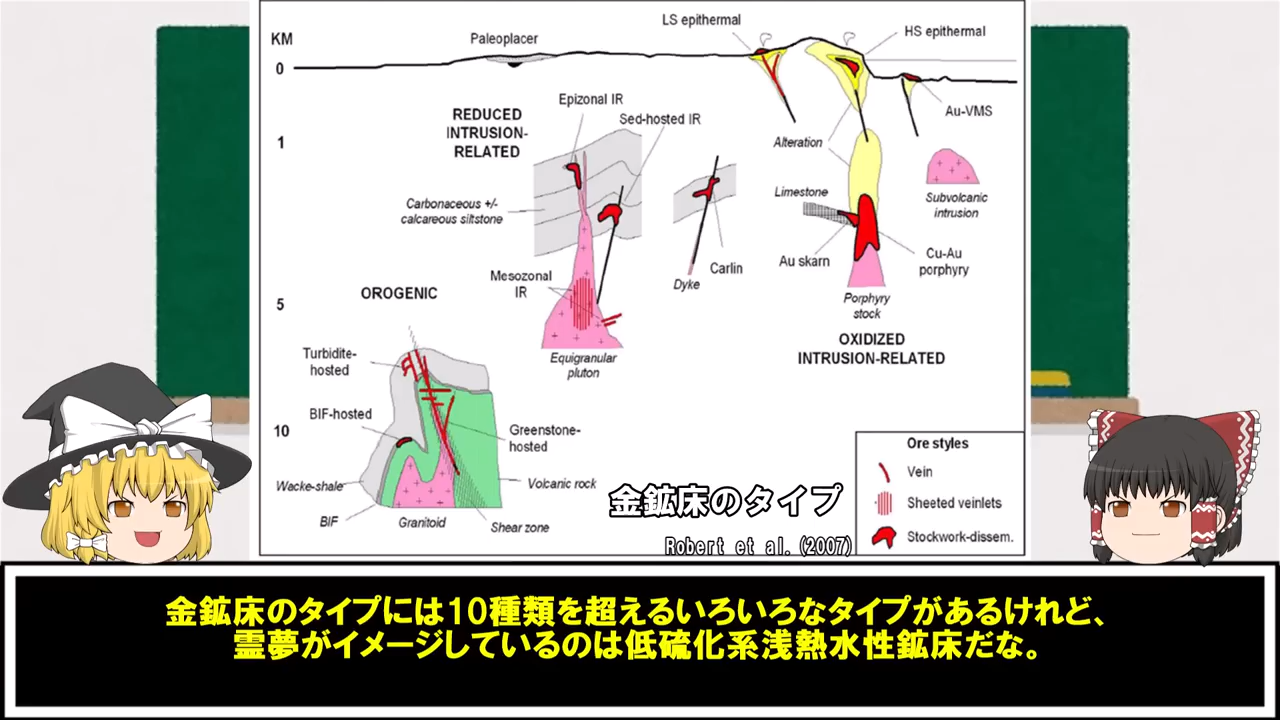 LS epithermal
HS epithermal
KM
Paleoplacer
0
Epizonal IR
Au-VMS
REDUCED
INTRUSION-
RELATED
Sed-hosted IR
1
Alteration
Limestone
Subvolcanic
intrusion
Carbonaceous +/-
calcareous siltstone
Au skarn
Cu-Au
porphyry
Carlin
Mesozonal
IR
Dyke
OROGENIC
5
Porphyry
stock
OXIDIZED
INTRUSION-RELATED
Turbidite-
hosted
Equigranular
pluton
BIF-hosted
10
Greenstone-
hosted
Ore styles
Vein
Wacke-shale
Volcanic rock
金鉱床のタイプ
Sheeted veinlets
BIF
Granitoid
Shear zone
Stockwork-dissem.
Robert et al. (2007)
金鉱床のタイプには10種類を超えるいろいろなタイプがあるけれど、
霊夢がイメージしているのは低硫化系浅熱水性鉱床だな。